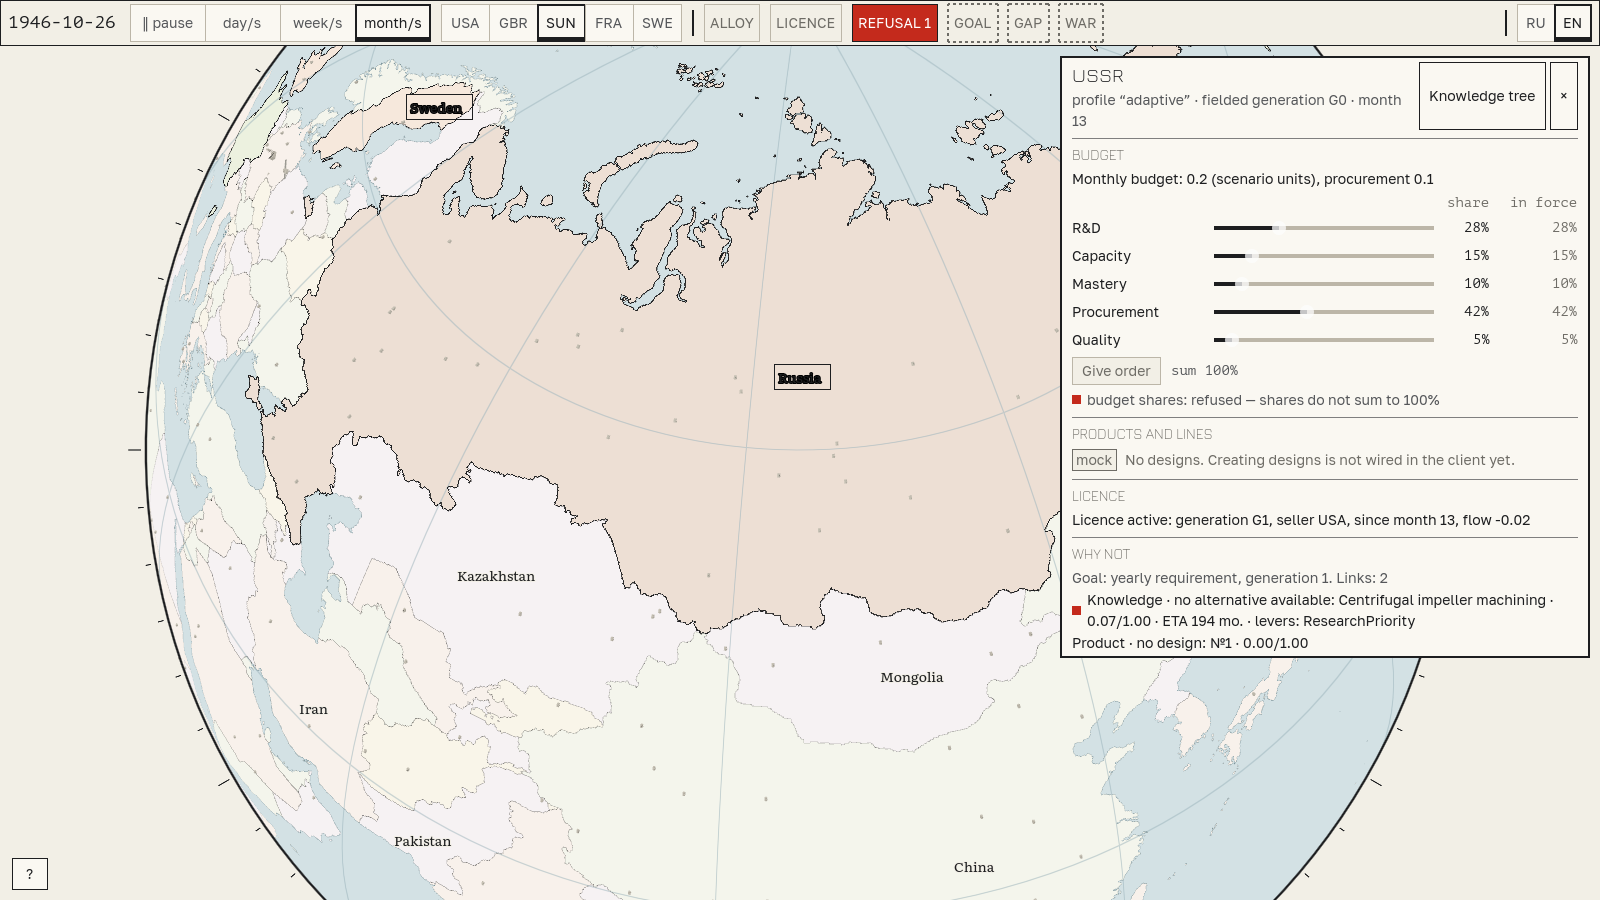 1946-10-26 ‖ pause day/s week/s month/s USA GBR SUN FRA SWE ALLOY LICENCE REFUSAL 1 GOAL GAP WAR RU EN
USSR
profile “adaptive” · fielded generation G0 · month
13
Knowledge tree ×
BUDGET
Monthly budget: 0.2 (scenario units), procurement 0.1
share in force
R&D 28% 28%
Capacity 15% 15%
Mastery 10% 10%
Procurement 42% 42%
Quality 5% 5%
Give order sum 100%
budget shares: refused — shares do not sum to 100%
PRODUCTS AND LINES
mock No designs. Creating designs is not wired in the client yet.
LICENCE
Licence active: generation G1, seller USA, since month 13, flow -0.02
WHY NOT
Goal: yearly requirement, generation 1. Links: 2
Knowledge · no alternative available: Centrifugal impeller machining ·
0.07/1.00 · ETA 194 mo. · levers: ResearchPriority
Product · no design: №1 · 0.00/1.00
Sweden
Russia
Kazakhstan
Mongolia
Iran
Pakistan
China
?